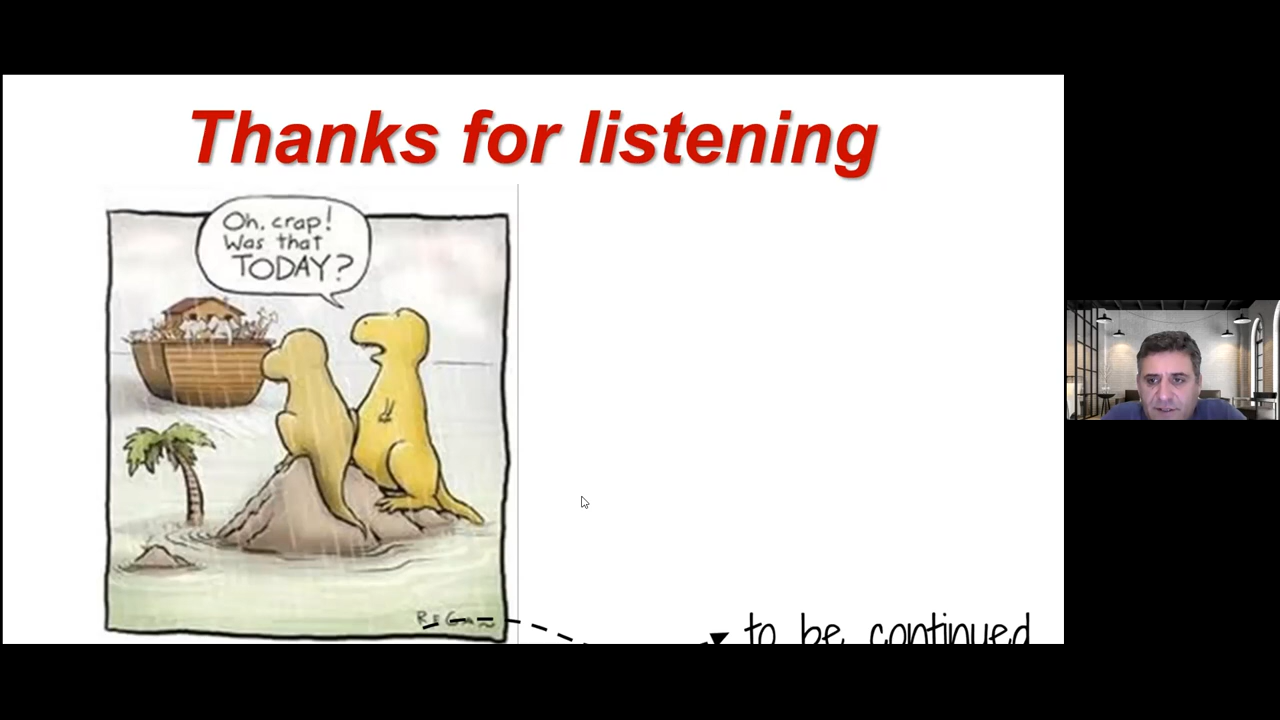 Thanks for listening
Oh, crap!
Was that
TODAY?
to be continued